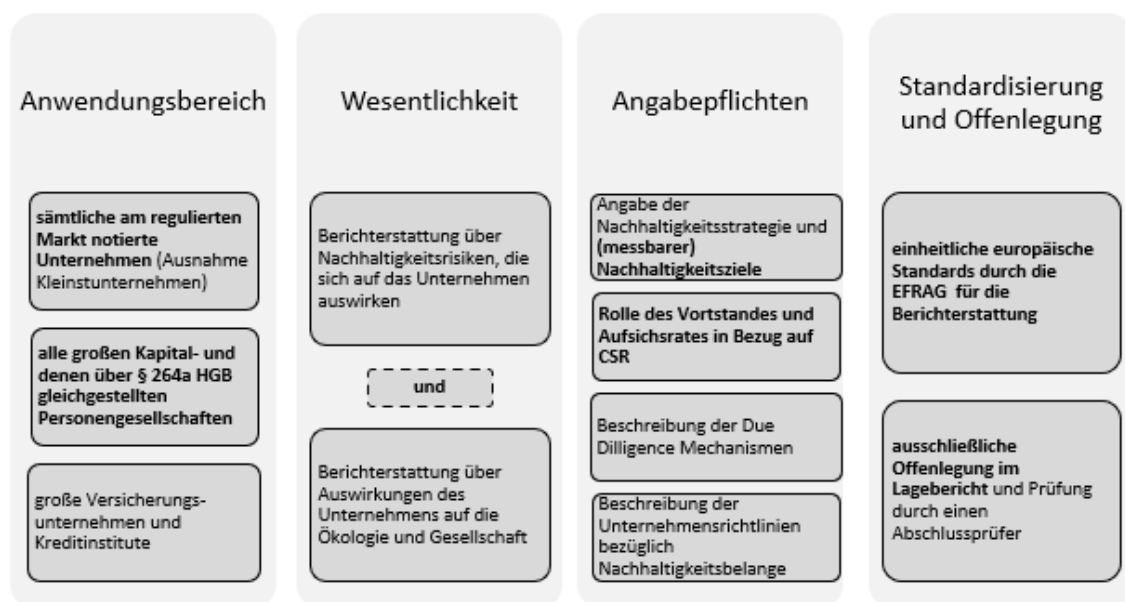 Anwendungsbereich
sämtliche am regulierten
Markt notierte
Unternehmen (Ausnahme
Kleinstunternehmen)
alle großen Kapital- und
denen über § 264a HGB
gleichgestellten
Personengesellschaften
große Versicherungs-
unternehmen und
Kreditinstitute
Wesentlichkeit
Berichterstattung über
Nachhaltigkeitsrisiken, die
sich auf das Unternehmen
auswirken
und
Berichterstattung über
Auswirkungen des
Unternehmens auf die
Ökologie und Gesellschaft
Angabepflichten
Angabe der
Nachhaltigkeitsstrategie und
(messbarer)
Nachhaltigkeitsziele
Rolle des Vortstandes und
Aufsichsrates in Bezug auf
CSR
Beschreibung der Due
Dilligence Mechanismen
Beschreibung der
Unternehmensrichtlinien
bezüglich
Nachhaltigkeitsbelange
Standardisierung
und Offenlegung
einheitliche europäische
Standards durch die
EFRAG für die
Berichterstattung
ausschließliche
Offenlegung im
Lagebericht und Prüfung
durch einen
Abschlussprüfer